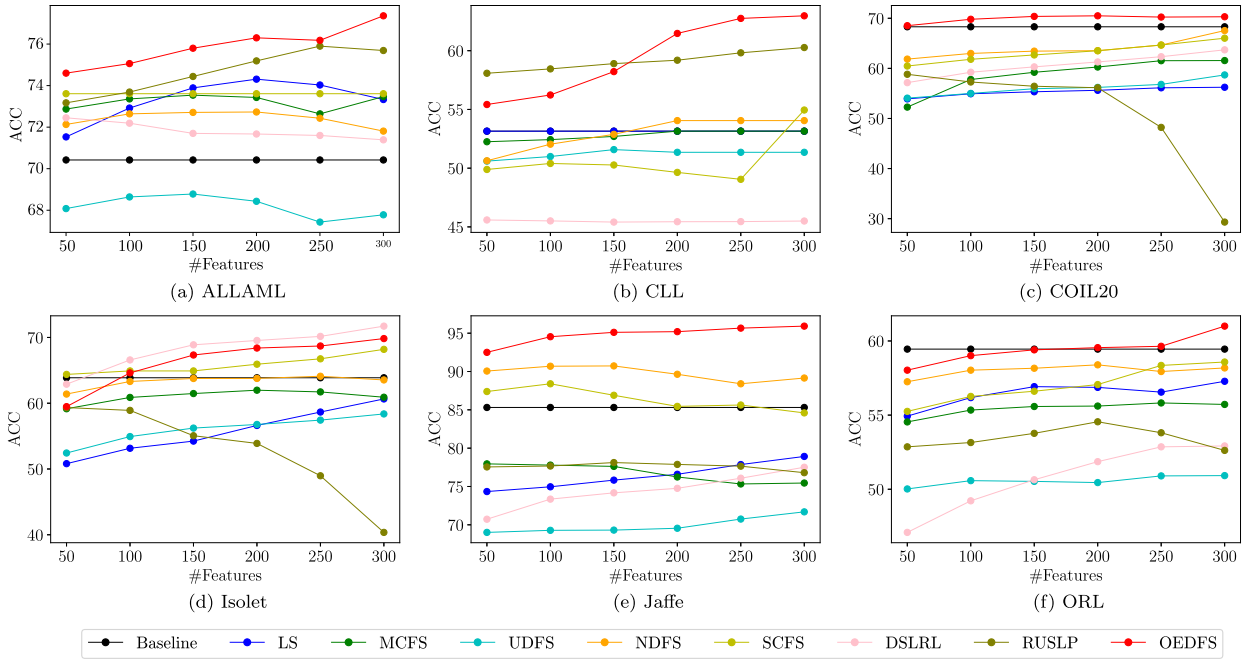 ACC
76
74
72
70
68
50 100 150 200 250 300
#Features
(a) ALLAML
ACC
60
55
50
45
50 100 150 200 250 300
#Features
(b) CLL
ACC
70
60
50
40
30
50 100 150 200 250 300
#Features
(c) COIL20
ACC
70
60
50
40
50 100 150 200 250 300
#Features
(d) Isolet
ACC
95
90
85
80
75
70
50 100 150 200 250 300
#Features
(e) Jaffe
ACC
60
55
50
50 100 150 200 250 300
#Features
(f) ORL
Baseline LS MCFS UDFS NDFS SCFS DSLRL RUSLP OEDFS